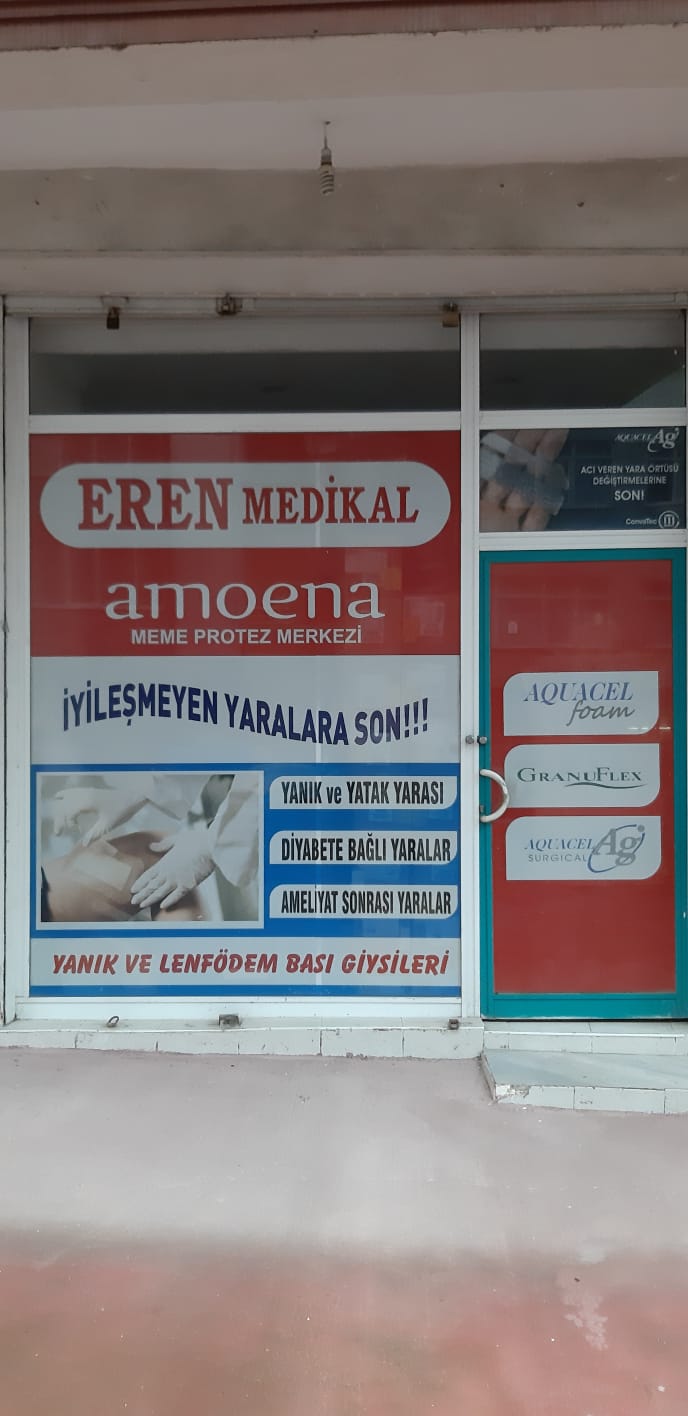 EREN MEDİKAL
amoena
MEME PROTEZ MERKEZİ
İYİLEŞMEYEN YARALARA SON!!!
YANIK ve YATAK YARASI
DİYABETE BAĞLI YARALAR
AMELİYAT SONRASI YARALAR
YANIK VE LENFÖDEM BASI GİYSİLERİ
AQUACEL Ag
ACI VEREN YARA ÖRTÜSÜ
DEĞİŞTİRMELERİNE
SON!
ConvaTec
AQUACEL
foam
GRANUFLEX
AQUACEL Ag
SURGICAL